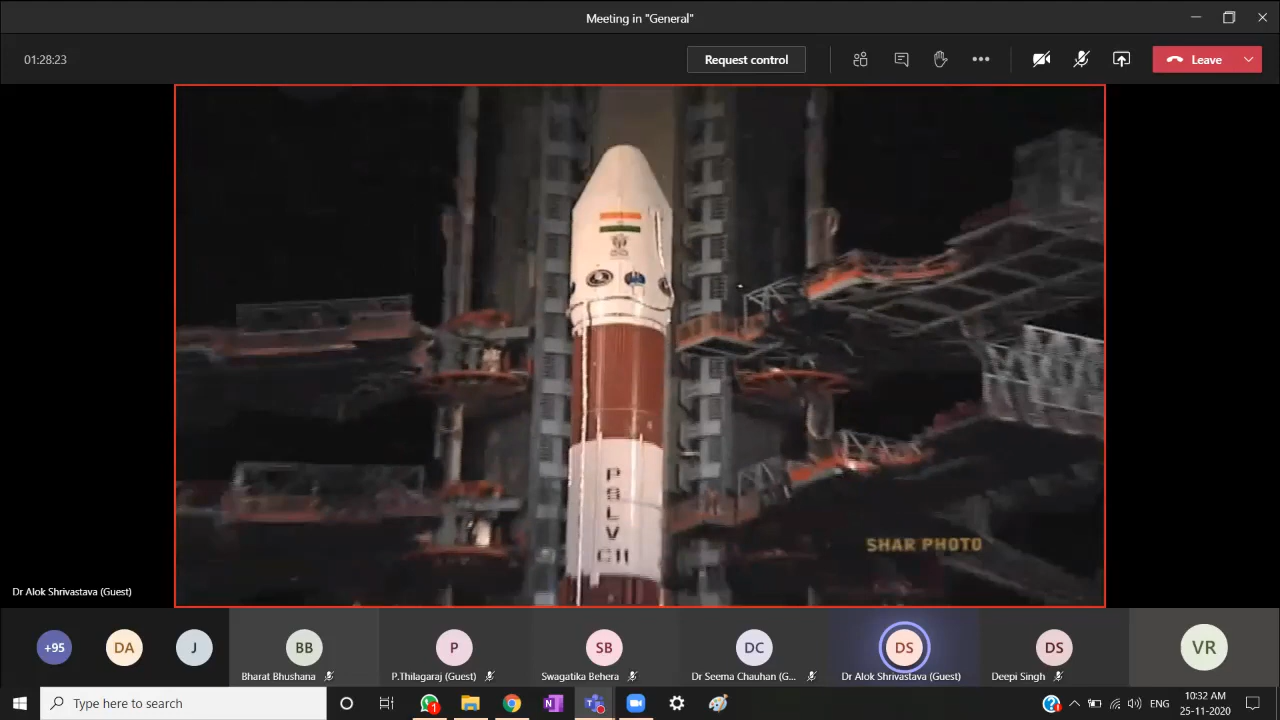 Meeting in "General"
01:28:23
Request control
Leave
P
S
L
V
C11
SHAR PHOTO
Dr Alok Shrivastava (Guest)
+95
DA
J
BB
P
SB
DC
DS
DS
VR
Bharat Bhushana
P.Thilagaraj (Guest)
Swagatika Behera
Dr Seema Chauhan (G...
Dr Alok Shrivastava (Guest)
Deepi Singh
Type here to search
1
ENG
10:32 AM
25-11-2020